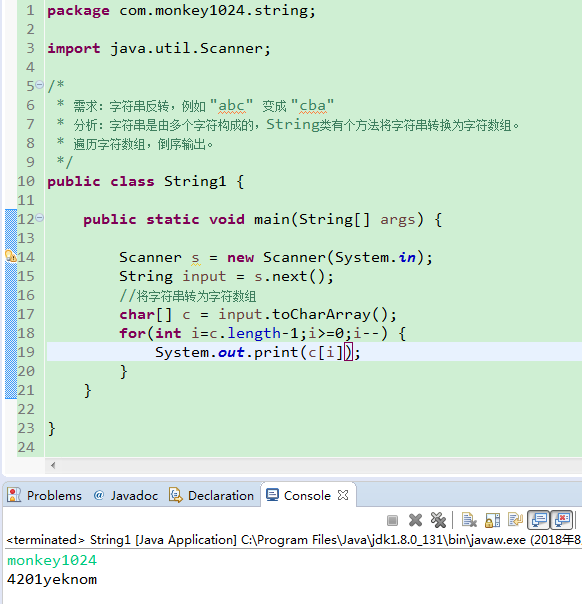 1 package com.monkey1024.string;
2
3 import java.util.Scanner;
4
5 /*
6  * 需求：字符串反转，例如 "abc" 变成 "cba"
7  * 分析：字符串是由多个字符构成的，String类有个方法将字符串转换为字符数组。
8  * 遍历字符数组，倒序输出。
9  */
10 public class String1 {
11
12     public static void main(String[] args) {
13
14         Scanner s = new Scanner(System.in);
15         String input = s.next();
16         //将字符串转为字符数组
17         char[] c = input.toCharArray();
18         for(int i=c.length-1;i>=0;i--) {
19             System.out.print(c[i]);
20         }
21     }
22
23 }
24
Problems @ Javadoc Declaration Console
<terminated> String1 [Java Application] C:\Program Files\Java\jdk1.8.0_131\bin\javaw.exe (2018年8
monkey1024
4201yeknom